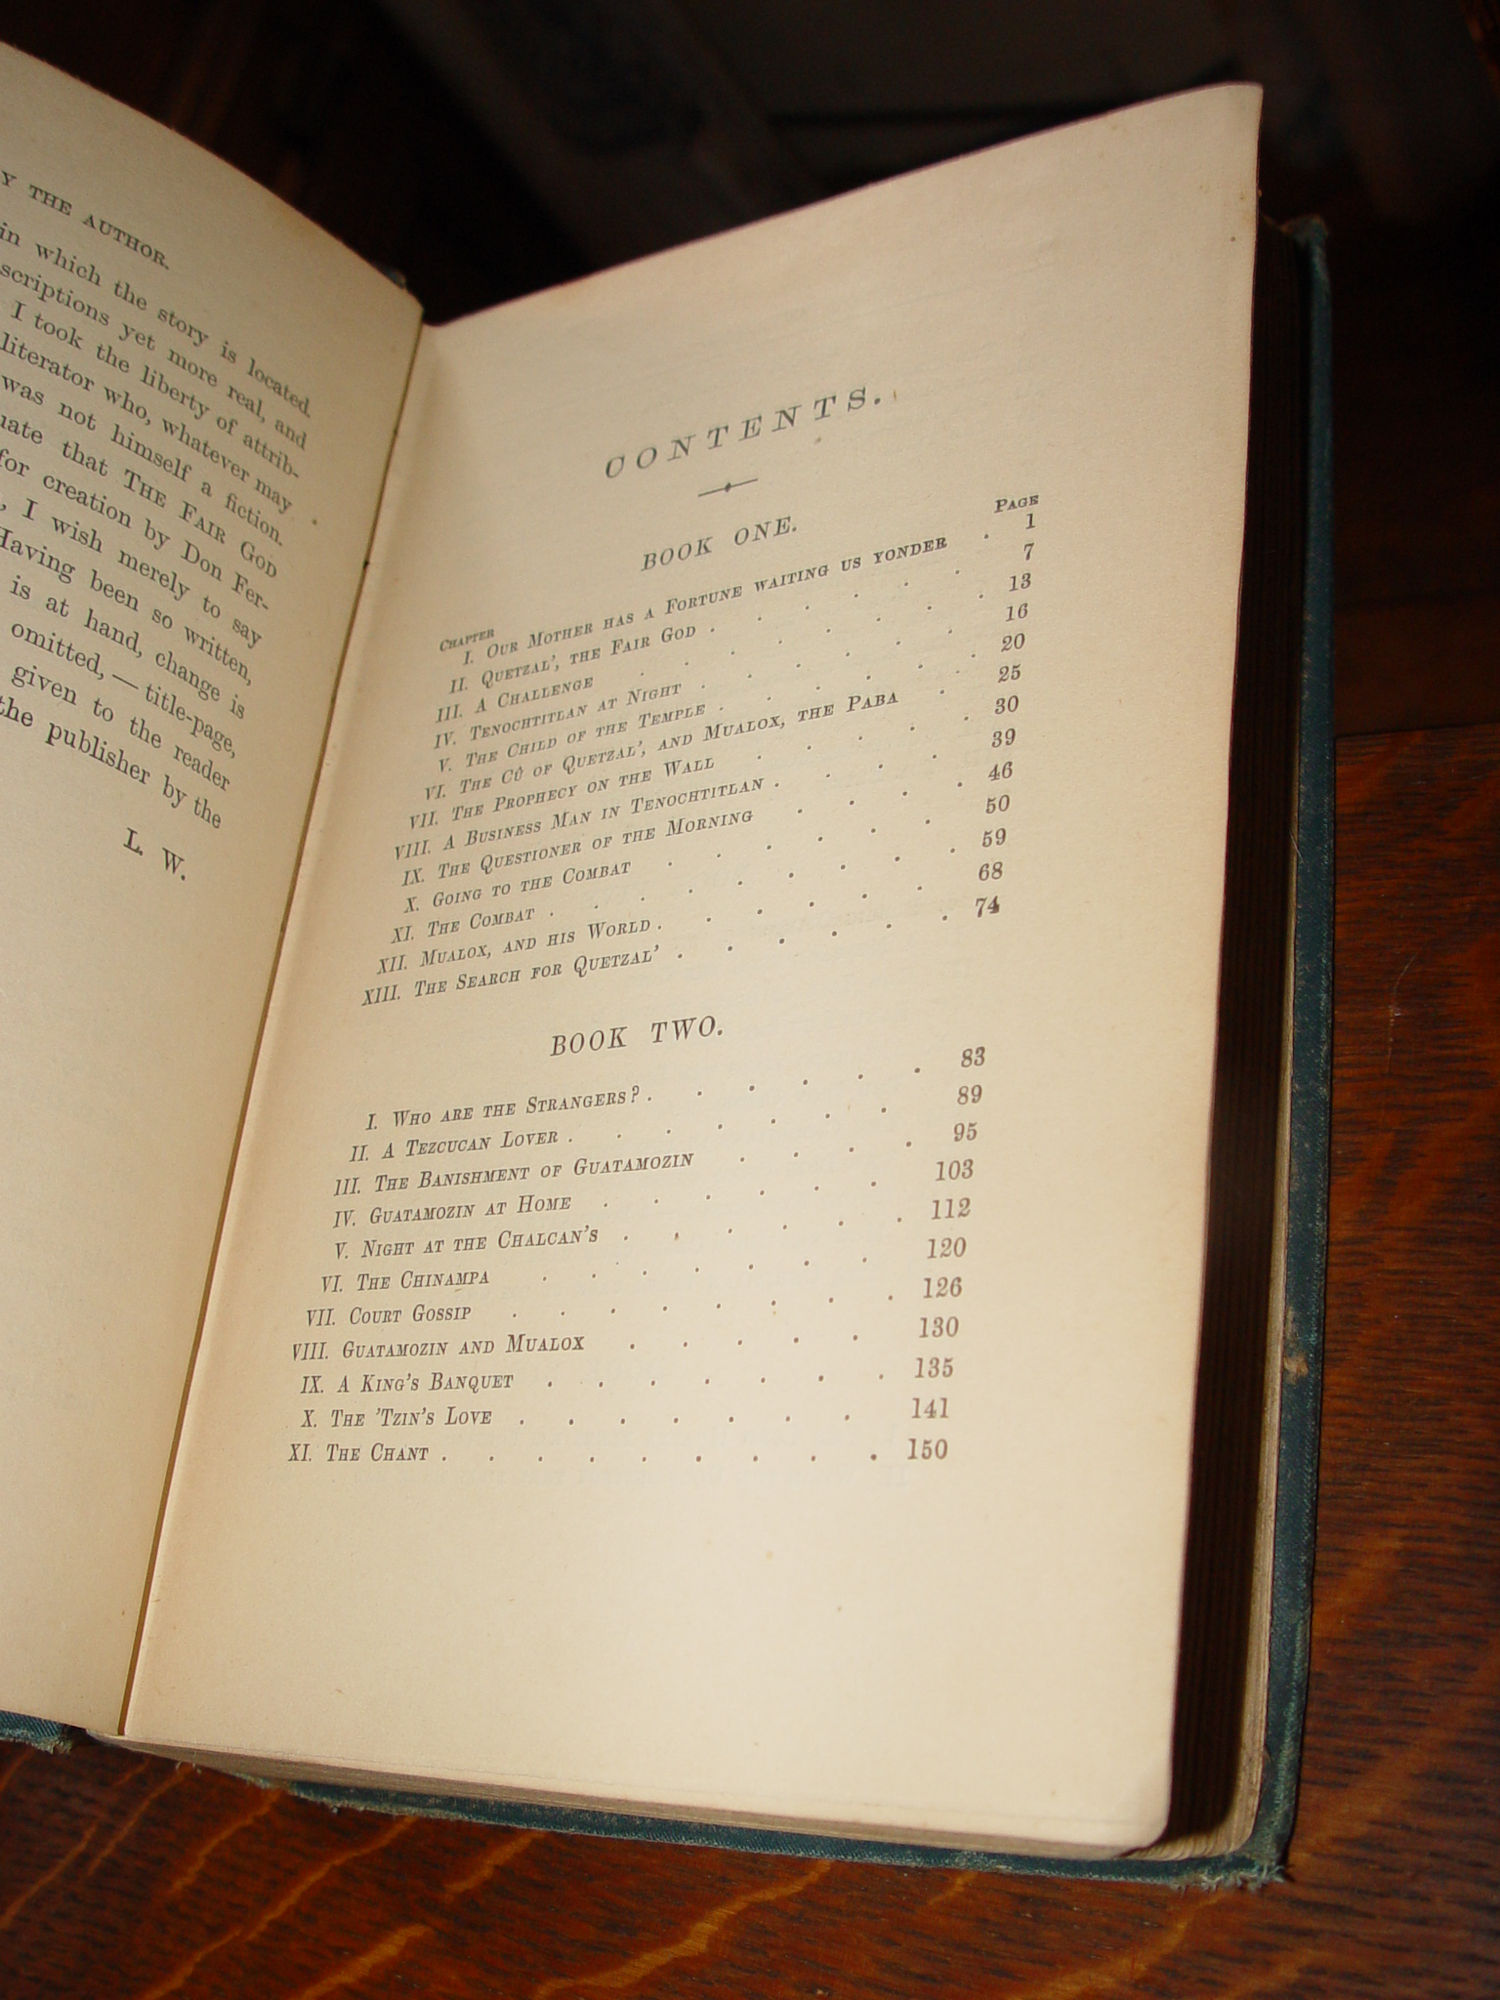 Y THE AUTHOR.
in which the story is located.
scriptions yet more real, and
I took the liberty of attrib-
literator who, whatever may
was not himself a fiction.
uate that THE FAIR GOD
for creation by Don Fer-
, I wish merely to say
Having been so written,
is at hand, change is
omitted,—title-page,
given to the reader
the publisher by the
L. W.
CONTENTS.
BOOK ONE.
CHAPTER PAGE
I. OUR MOTHER HAS A FORTUNE WAITING US YONDER . 1
II. QUETZAL', THE FAIR GOD . . . . . . 7
III. A CHALLENGE . . . . . . . 13
IV. TENOCHTITLAN AT NIGHT . . . . . . 16
V. THE CHILD OF THE TEMPLE . . . . . . 20
VI. THE CÛ OF QUETZAL', AND MUALOX, THE PABA . 25
VII. THE PROPHECY ON THE WALL . . . . . 30
VIII. A BUSINESS MAN IN TENOCHTITLAN . . . . 39
IX. THE QUESTIONER OF THE MORNING . . . . 46
X. GOING TO THE COMBAT . . . . . . 50
XI. THE COMBAT . . . . . . . . 59
XII. MUALOX, AND HIS WORLD . . . . . . 68
XIII. THE SEARCH FOR QUETZAL' . . . . . . 74
BOOK TWO.
I. WHO ARE THE STRANGERS? . . . . . . 83
II. A TEZCUCAN LOVER . . . . . . . 89
III. THE BANISHMENT OF GUATAMOZIN . . . . 95
IV. GUATAMOZIN AT HOME . . . . . . 103
V. NIGHT AT THE CHALCAN'S . . . . . . 112
VI. THE CHINAMPA . . . . . . . 120
VII. COURT GOSSIP . . . . . . . . 126
VIII. GUATAMOZIN AND MUALOX . . . . . 130
IX. A KING'S BANQUET . . . . . . . 135
X. THE 'TZIN'S LOVE . . . . . . . 141
XI. THE CHANT . . . . . . . . . 150